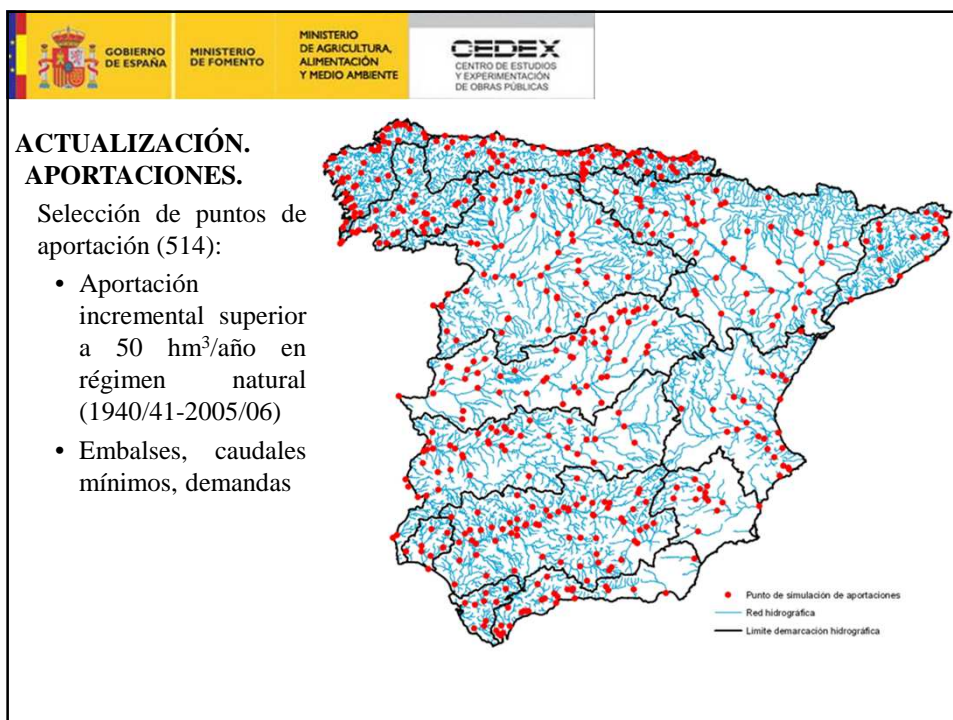 GOBIERNO
DE ESPAÑA
MINISTERIO
DE FOMENTO
MINISTERIO
DE AGRICULTURA,
ALIMENTACIÓN
Y MEDIO AMBIENTE
CEDEX
CENTRO DE ESTUDIOS
Y EXPERIMENTACIÓN
DE OBRAS PÚBLICAS
ACTUALIZACIÓN.
APORTACIONES.
Selección de puntos de
aportación (514):
• Aportación
incremental superior
a 50 hm³/año en
régimen natural
(1940/41-2005/06)
• Embalses, caudales
mínimos, demandas
Punto de simulación de aportaciones
Red hidrográfica
Límite demarcación hidrográfica